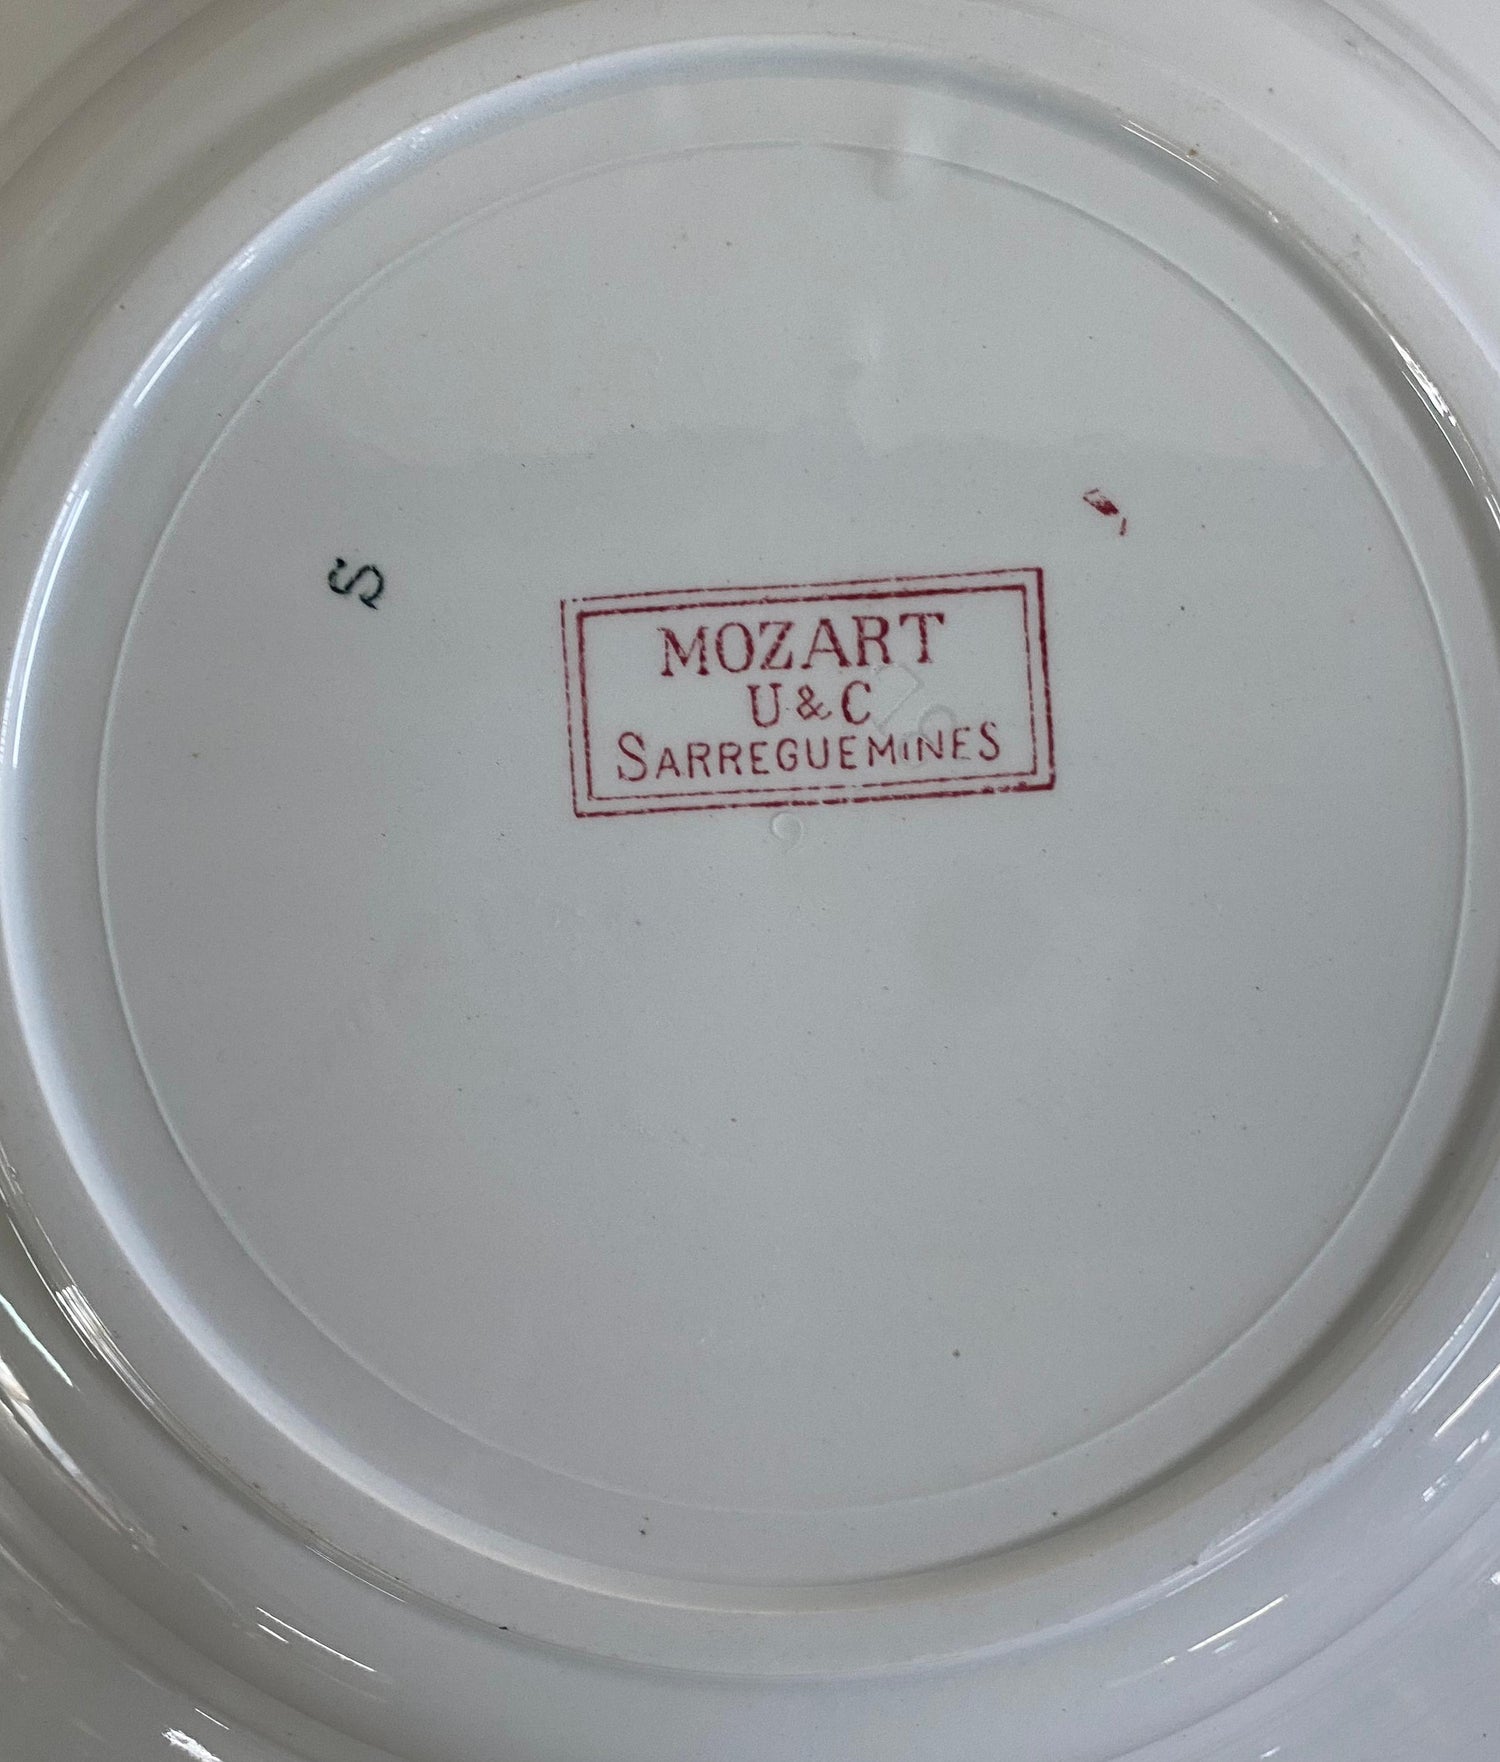 S
MOZART
U & C
SARREGUEMINES